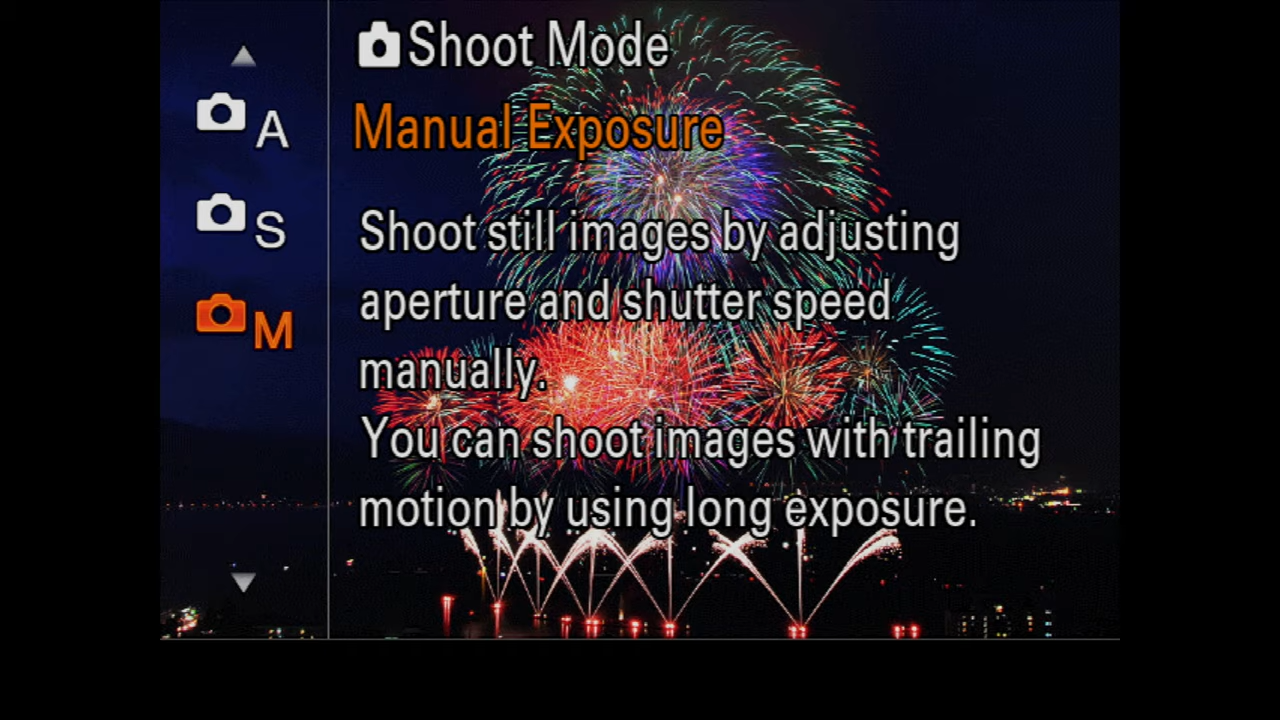 Shoot Mode
Manual Exposure
A
S
M
Shoot still images by adjusting
aperture and shutter speed
manually.
You can shoot images with trailing
motion by using long exposure.